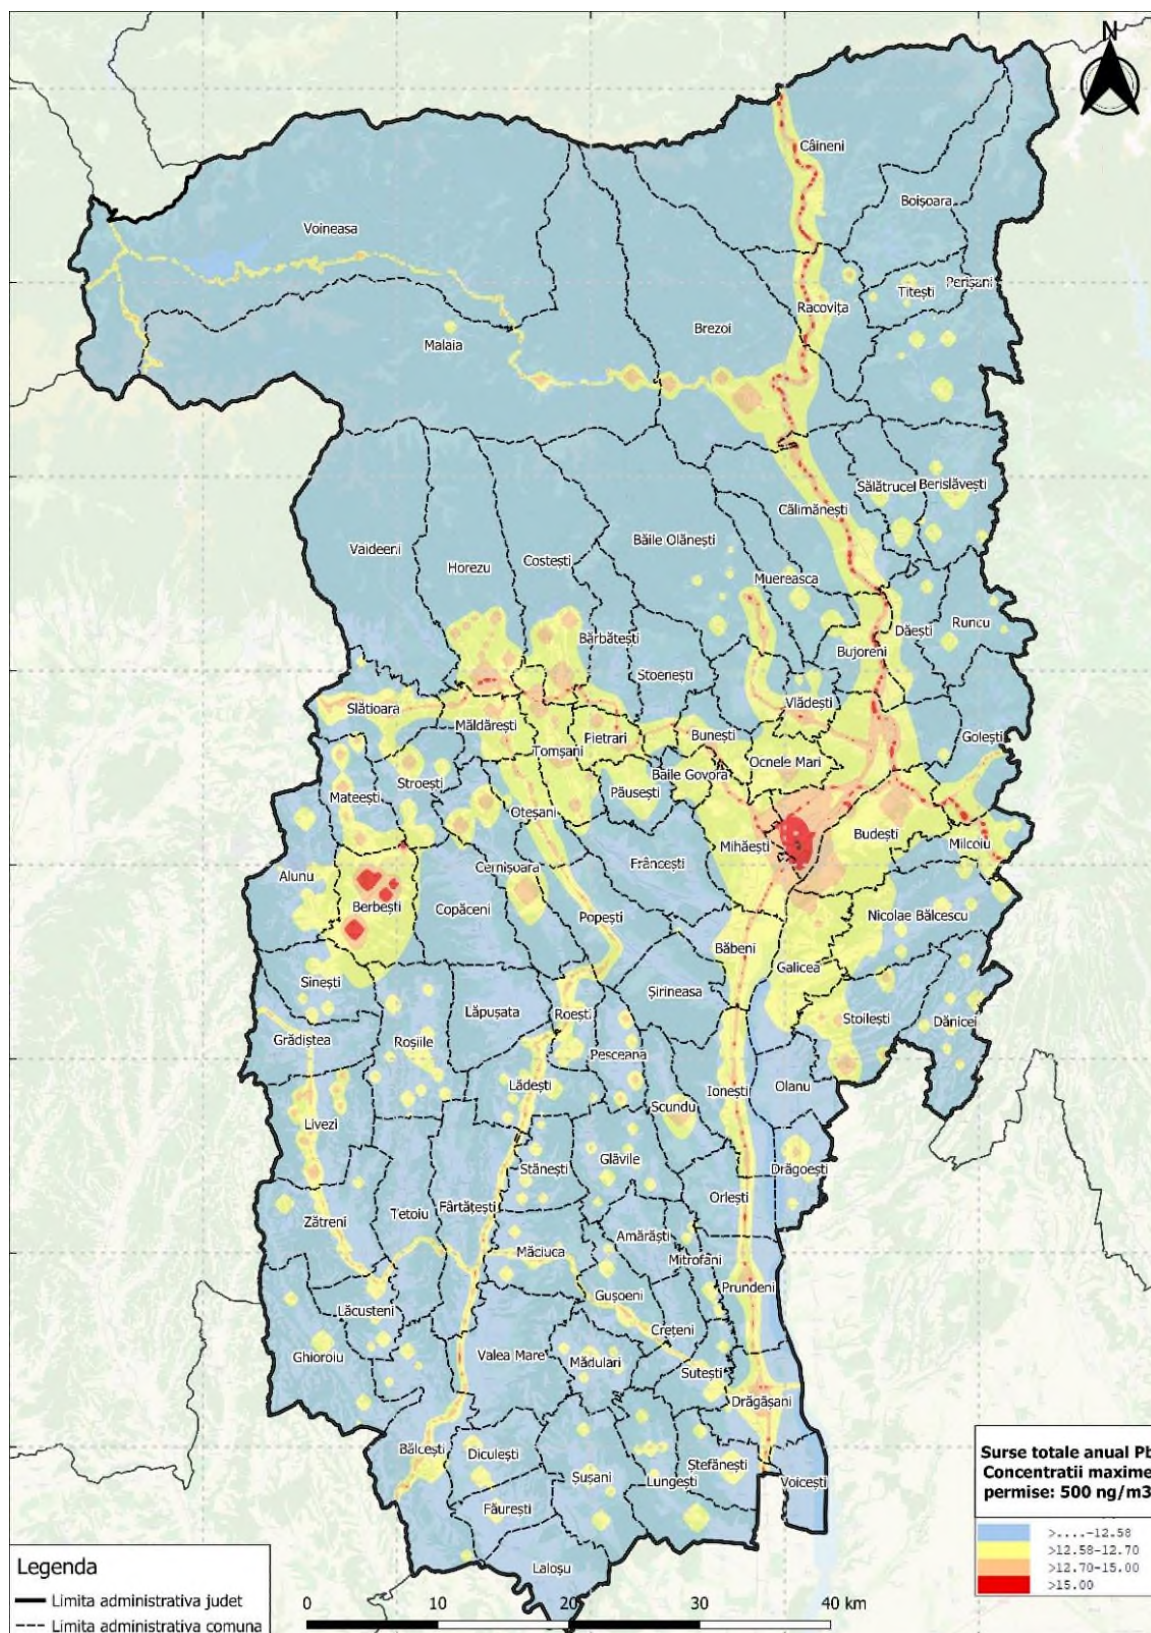 N
Câineni
Boișoara
Voineasa
Perișani
Titești
Racovița
Brezoi
Malaia
Sălătrucel
Berislăvești
Călimănești
Băile Olănești
Vaideeni
Horezu
Costești
Muereasca
Runcu
Dăești
Bărbătești
Bujoreni
Stoenești
Vlădești
Slătioara
Măldărești
Bunești
Golești
Pietrari
Tomșani
Ocnele Mari
Băile Govora
Stroești
Păusești
Mateești
Oteșani
Budești
Milcoiu
Mihăești
Frâncești
Cernișoara
Alunu
Berbești
Copăceni
Popești
Nicolae Bălcescu
Băbeni
Galicea
Sinești
Șirineasa
Lăpușata
Roești
Stoilești
Dănicei
Grădiștea
Roșiile
Pesceana
Lădești
Ionești
Olanu
Scundu
Livezi
Glăvile
Stănești
Drăgoești
Orlești
Fârtățești
Tetoiu
Zătreni
Amărăști
Măciuca
Mitrofani
Prundeni
Gușoeni
Lăcusteni
Crețeni
Ghioroiu
Valea Mare
Mădulari
Sutești
Drăgășani
Bălcești
Diculești
Ștefănești
Șușani
Lungești
Voicești
Făurești
Laloșu
Surse totale anual Pb
Concentratii maxime
permise: 500 ng/m3
>....-12.58
>12.58-12.70
>12.70-15.00
>15.00
Legenda
Limita administrativa judet
Limita administrativa comuna
0 10 20 30 40 km